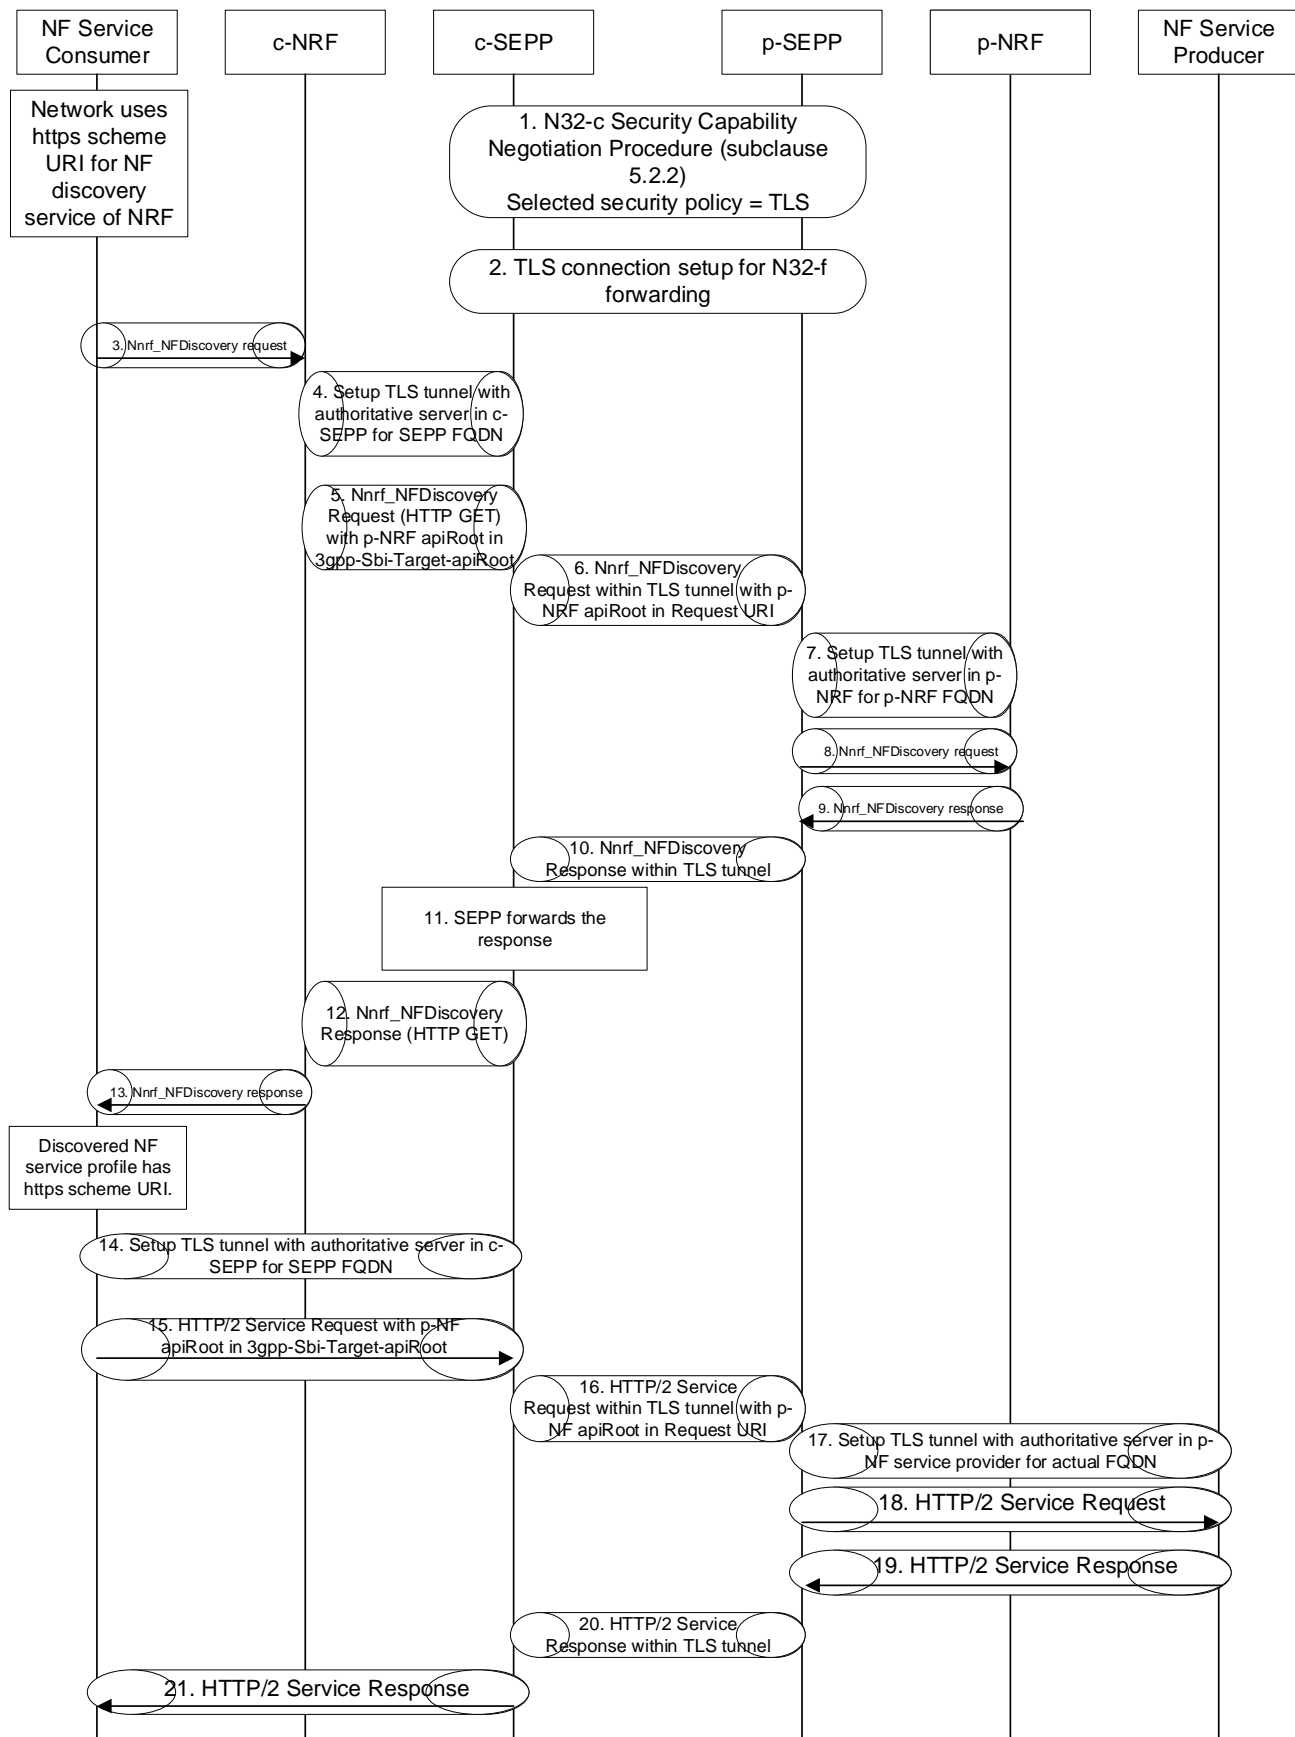 NF Service
Consumer
c-NRF
c-SEPP
p-SEPP
p-NRF
NF Service
Producer
Network uses
https scheme
URI for NF
discovery
service of NRF
1. N32-c Security Capability
Negotiation Procedure (subclause
5.2.2)
Selected security policy = TLS
2. TLS connection setup for N32-f
forwarding
3. Nnrf_NFDiscovery request
4. Setup TLS tunnel with
authoritative server in c-
SEPP for SEPP FQDN
5. Nnrf_NFDiscovery
Request (HTTP GET)
with p-NRF apiRoot in
3gpp-Sbi-Target-apiRoot
6. Nnrf_NFDiscovery
Request within TLS tunnel with p-
NRF apiRoot in Request URI
7. Setup TLS tunnel with
authoritative server in p-
NRF for p-NRF FQDN
8. Nnrf_NFDiscovery request
9. Nnrf_NFDiscovery response
10. Nnrf_NFDiscovery
Response within TLS tunnel
11. SEPP forwards the
response
12. Nnrf_NFDiscovery
Response (HTTP GET)
13. Nnrf_NFDiscovery response
Discovered NF
service profile has
https scheme URI.
14. Setup TLS tunnel with authoritative server in c-
SEPP for SEPP FQDN
15. HTTP/2 Service Request with p-NF
apiRoot in 3gpp-Sbi-Target-apiRoot
16. HTTP/2 Service
Request within TLS tunnel with p-
NF apiRoot in Request URI
17. Setup TLS tunnel with authoritative server in p-
NF service provider for actual FQDN
18. HTTP/2 Service Request
19. HTTP/2 Service Response
20. HTTP/2 Service
Response within TLS tunnel
21. HTTP/2 Service Response